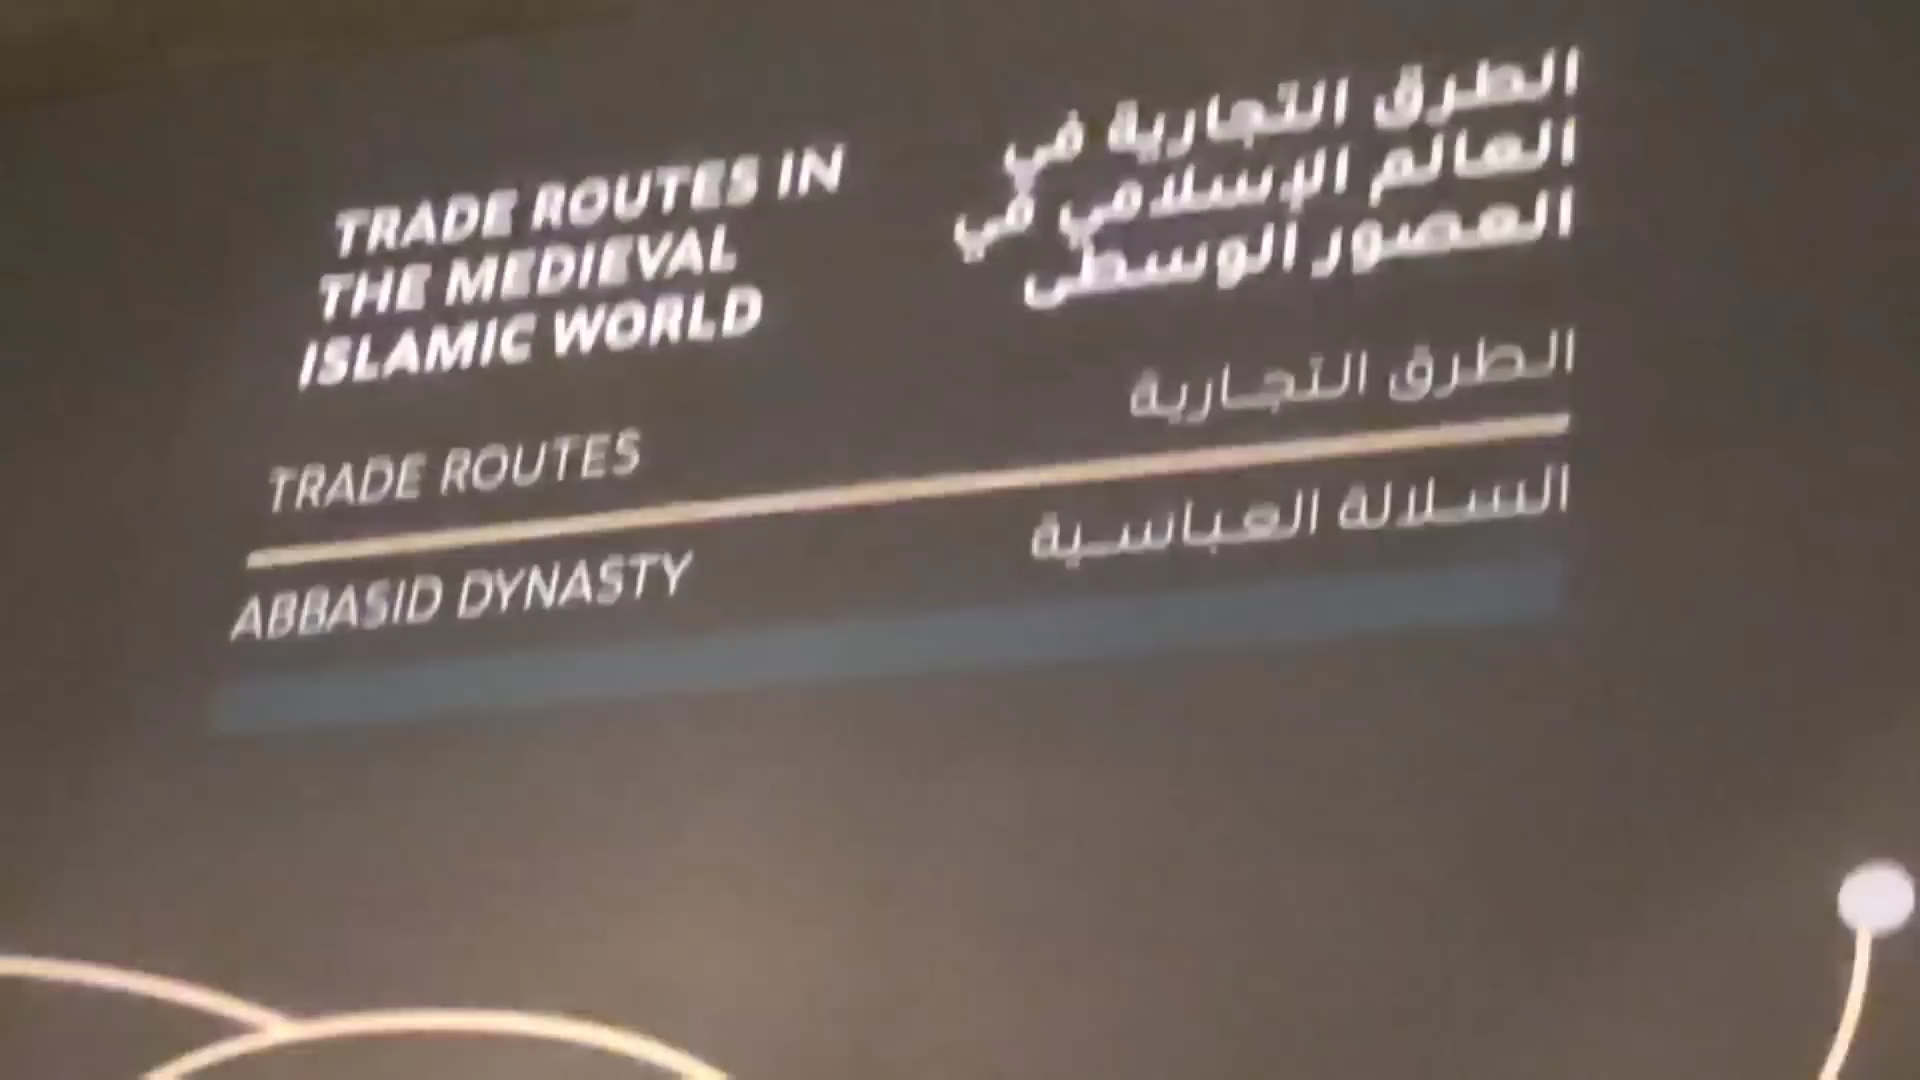 TRADE ROUTES IN
THE MEDIEVAL
ISLAMIC WORLD
الطرق التجارية في
العالم الإسلامي في
العصور الوسطى
TRADE ROUTES
الطرق التجارية
ABBASID DYNASTY
السلالة العباسية